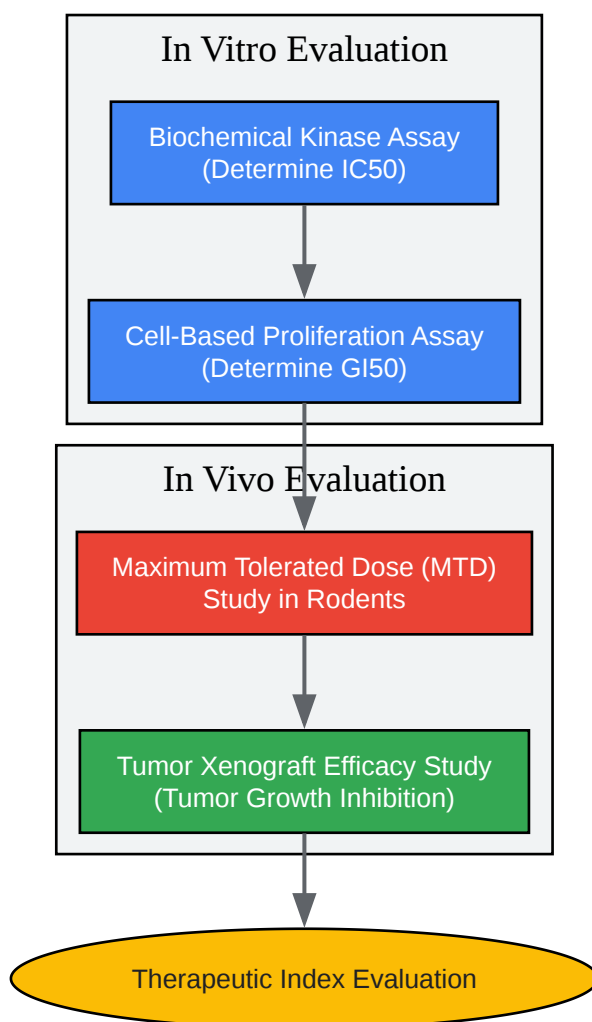 In Vitro Evaluation
Biochemical Kinase Assay
(Determine IC50)
Cell-Based Proliferation Assay
(Determine GI50)
In Vivo Evaluation
Maximum Tolerated Dose (MTD)
Study in Rodents
Tumor Xenograft Efficacy Study
(Tumor Growth Inhibition)
Therapeutic Index Evaluation